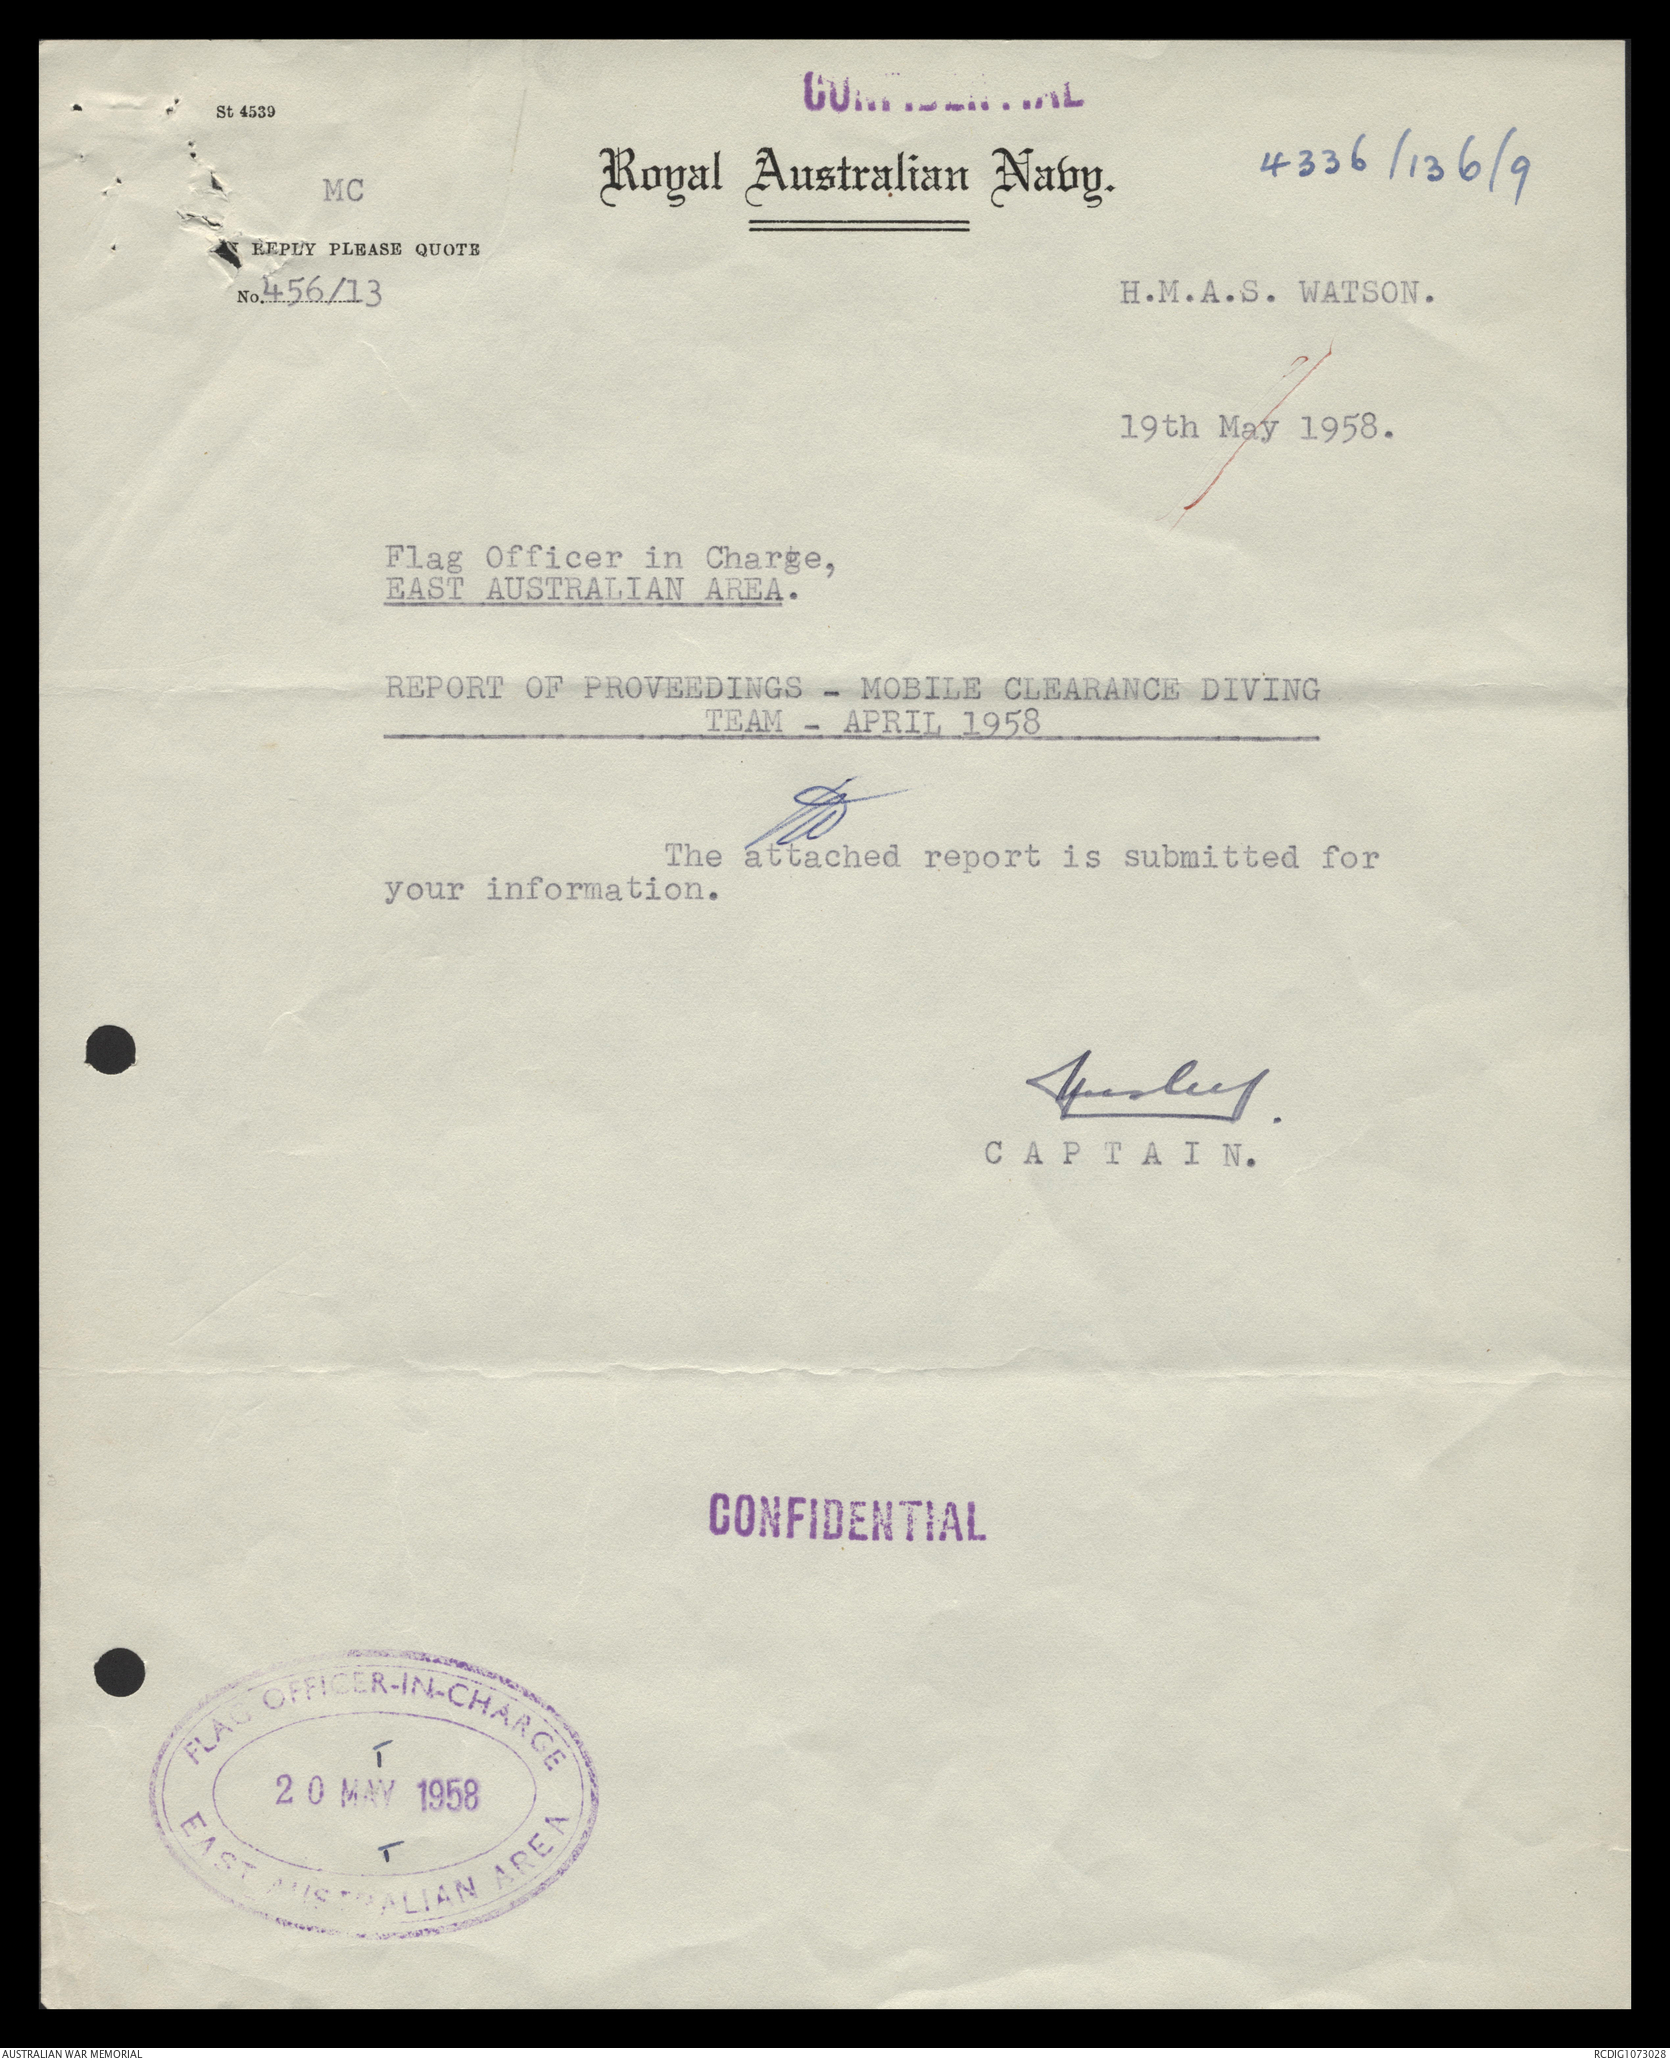 CONFIDENTIAL
St 4539
4336/136/9
Royal Australian Navy.
MC
IN REPLY PLEASE QUOTE
No. 456/13
H.M.A.S. WATSON.
19th May 1958.
Flag Officer in Charge,
EAST AUSTRALIAN AREA.
REPORT OF PROVEEDINGS - MOBILE CLEARANCE DIVING
TEAM - APRIL 1958
The attached report is submitted for
your information.
C A P T A I N.
CONFIDENTIAL
FLAG OFFICER-IN-CHARGE
20 MAY 1958
EAST AUSTRALIAN AREA
AUSTRALIAN WAR MEMORIAL
RCDIG1073028